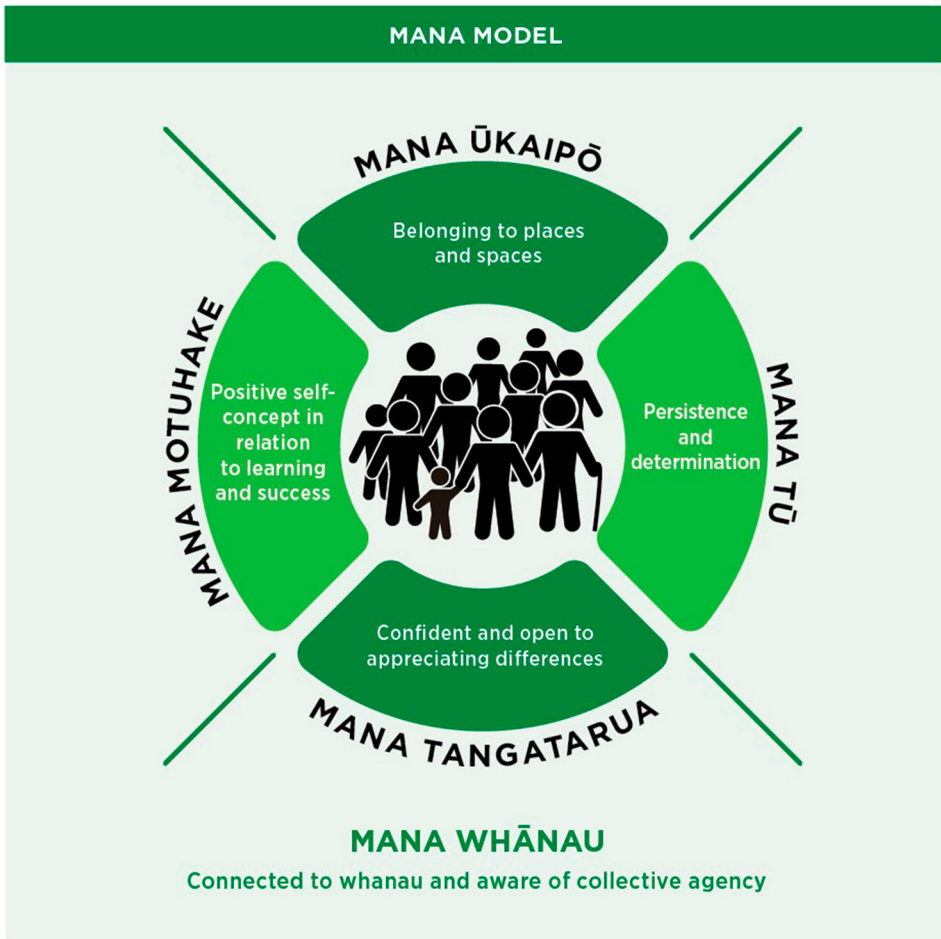 MANA MODEL
MANA ŪKAIPŌ
Belonging to places
and spaces
MANA MOTUHAKE
Positive self-
concept in
relation
to learning
and success
Persistence
and
determination
MANA TŪ
Confident and open to
appreciating differences
MANA TANGATARUA
MANA WHĀNAU
Connected to whanau and aware of collective agency